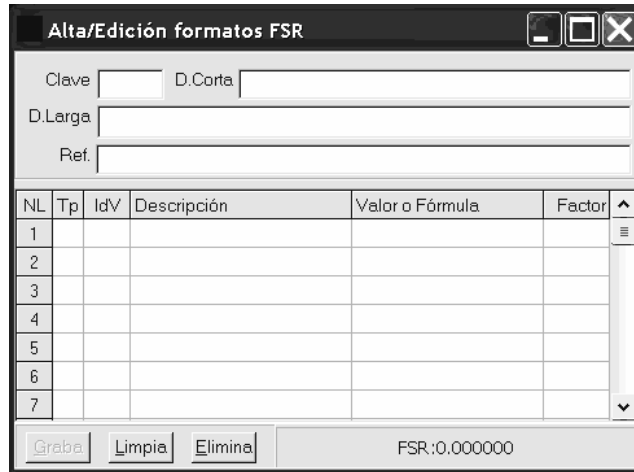 Alta/Edición formatos FSR
Clave D.Corta
D.Larga
Ref.
NL Tp IdV Descripción Valor o Fórmula Factor
1
2
3
4
5
6
7
Graba Limpia Elimina FSR:0.000000